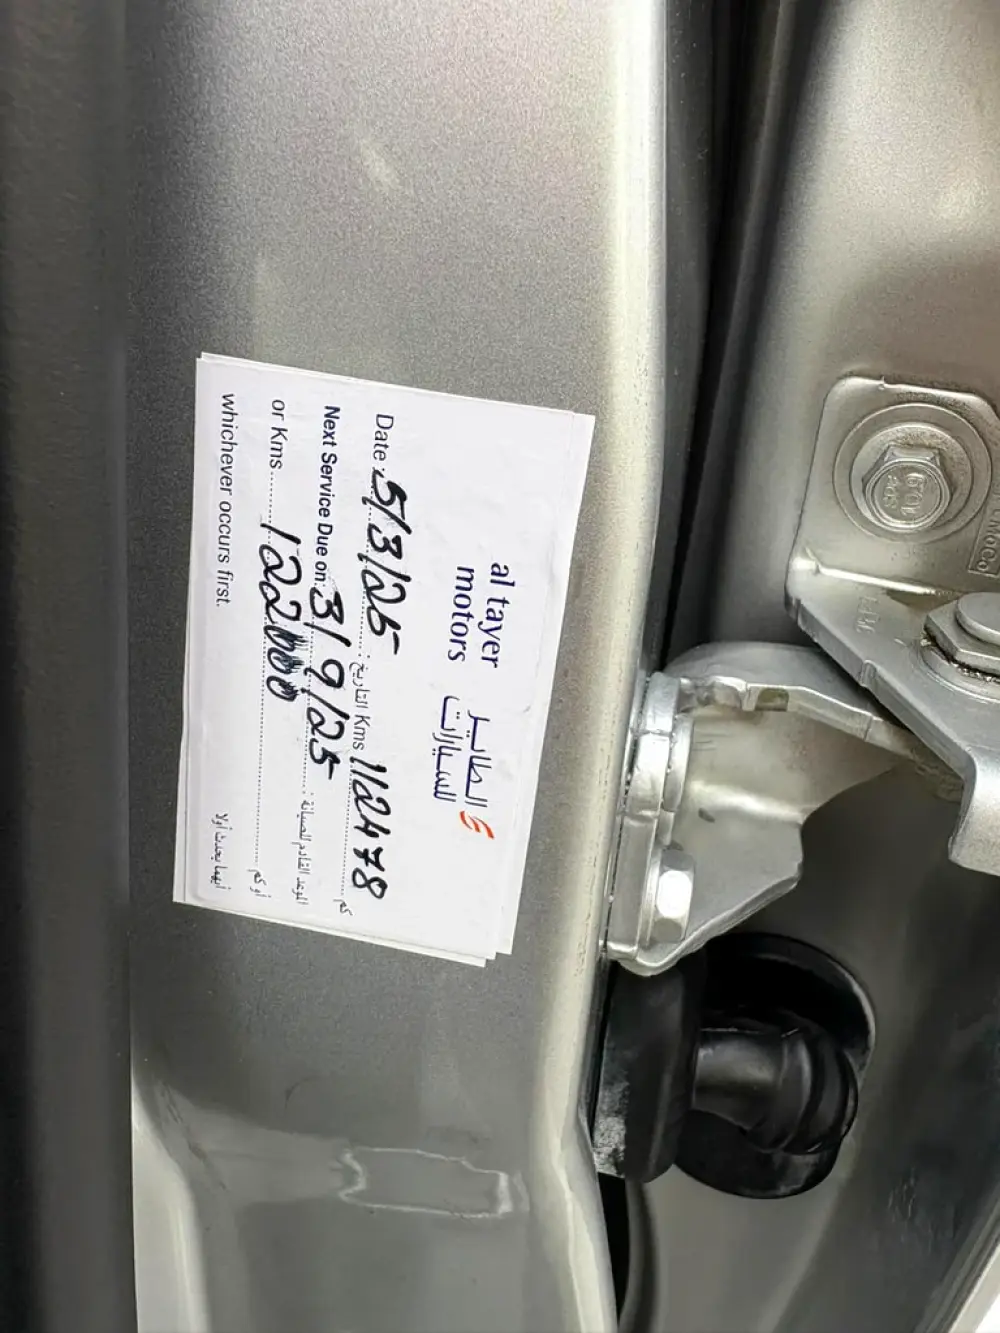 al tayer الطاير
motors للسيارات
Date : 5/3/25 : التاريخ Kms 112478 كم
Next Service Due on: 3/9/25 : الموعد القادم للصيانة
or Kms 122000 أو كم
whichever occurs first. أيهما يحدث أولا